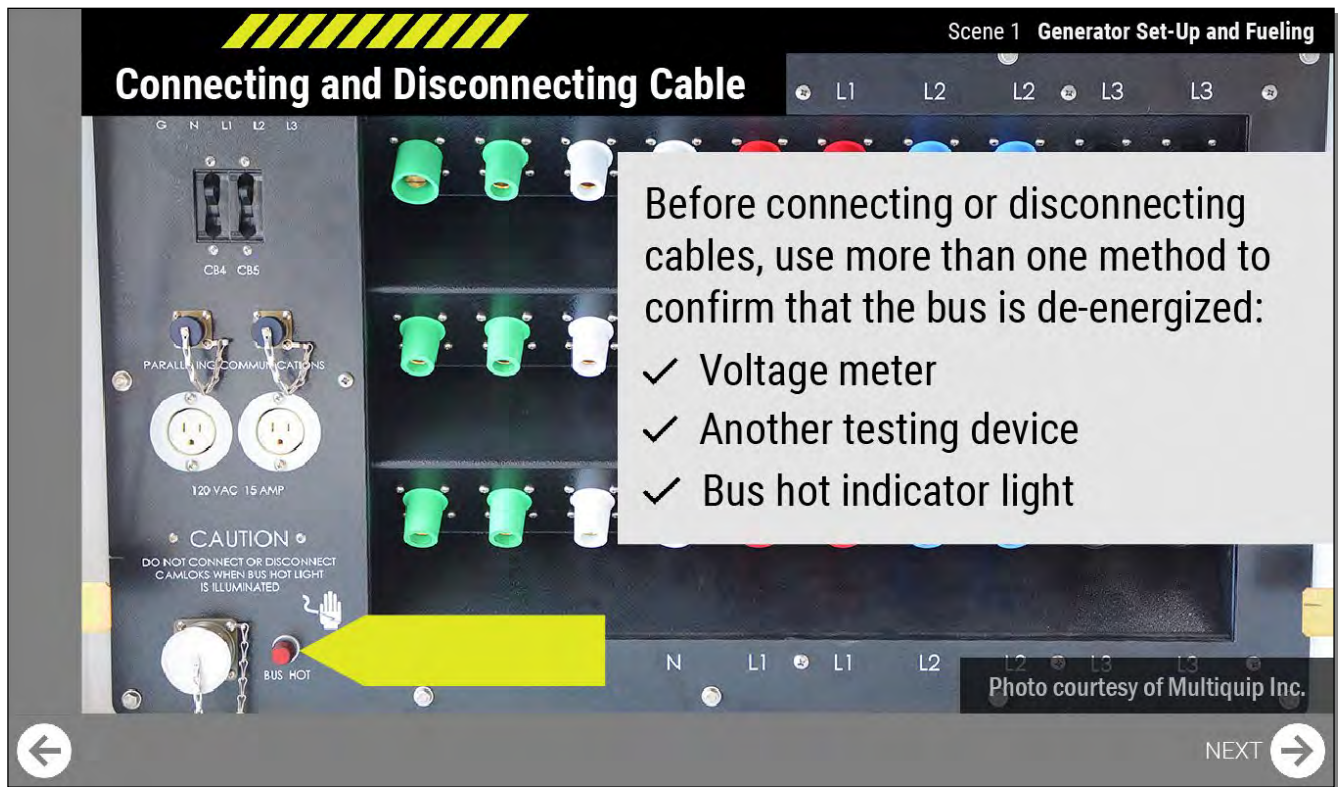 Scene 1 Generator Set-Up and Fueling
Connecting and Disconnecting Cable
L1 L2 L2 L3 L3
G N L1 L2 L3
CB4 CB5
PARALLELING COMMUNICATIONS
120 VAC 15 AMP
CAUTION
DO NOT CONNECT OR DISCONNECT
CAMLOKS WHEN BUS HOT LIGHT
IS ILLUMINATED
BUS HOT
Before connecting or disconnecting
cables, use more than one method to
confirm that the bus is de-energized:
✓ Voltage meter
✓ Another testing device
✓ Bus hot indicator light
N L1 L1 L2 L2 L3 L3
Photo courtesy of Multiquip Inc.
NEXT